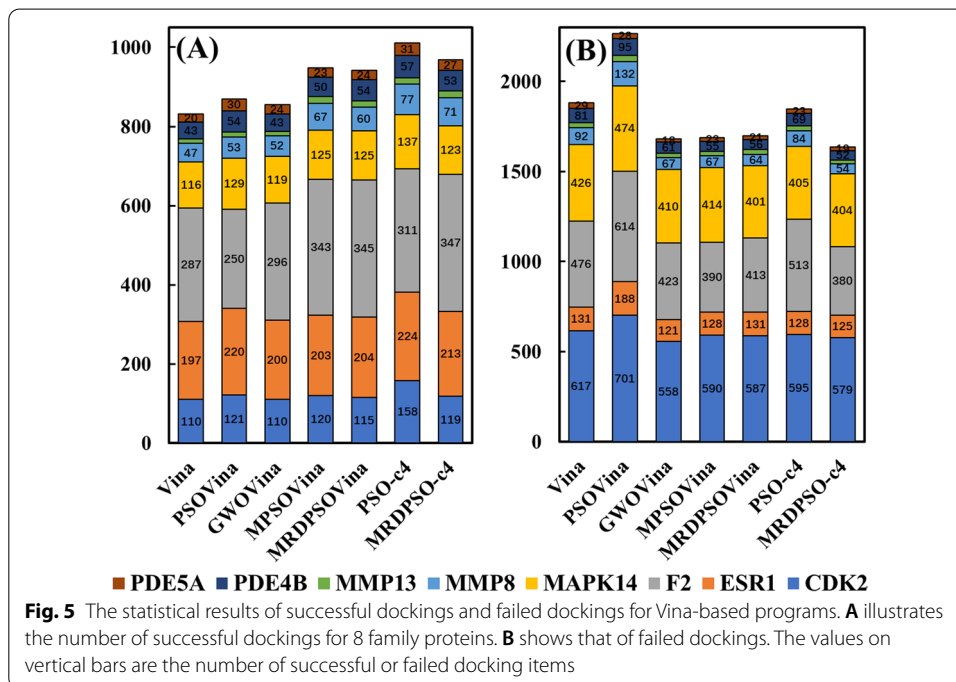 (A)
1000
800
600
400
200
0
20 30 24 23 24 31 27
43 54 43 50 54 57 53
47 53 52 67 60 77 71
116 129 119 125 125 137 123
287 250 296 343 345 311 347
197 220 200 203 204 224 213
110 121 110 120 115 158 119
Vina PSOVina GWOVina MPSOVina MRDPSOVina PSO-c4 MRDPSO-c4
(B)
2000
1500
1000
500
0
29 28 18 21 23
81 95 61 55 56 69 52
92 132 67 67 64 84 54
426 474 410 414 401 405 404
476 614 423 390 413 513 380
131 188 121 128 131 128 125
617 701 558 590 587 595 579
Vina PSOVina GWOVina MPSOVina MRDPSOVina PSO-c4 MRDPSO-c4
PDE5A PDE4B MMP13 MMP8 MAPK14 F2 ESR1 CDK2
Fig. 5 The statistical results of successful dockings and failed dockings for Vina-based programs. A illustrates
the number of successful dockings for 8 family proteins. B shows that of failed dockings. The values on
vertical bars are the number of successful or failed docking items